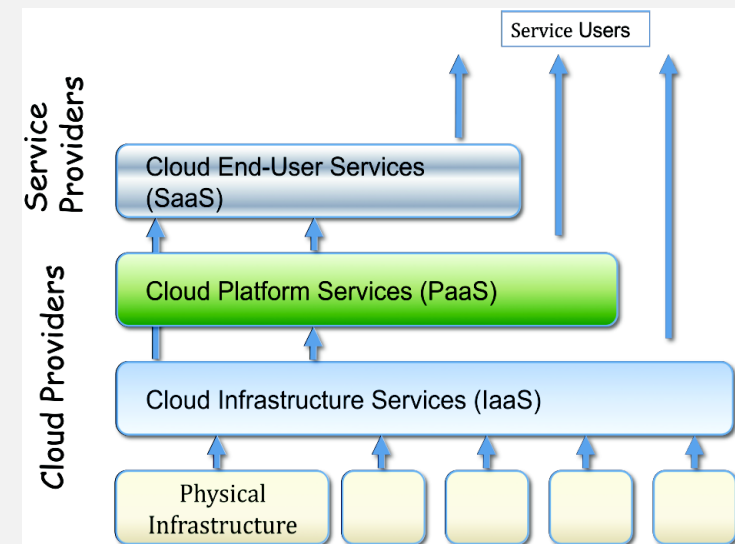 Service Users
Service
Providers
Cloud End-User Services
(SaaS)
Cloud Platform Services (PaaS)
Cloud Providers
Cloud Infrastructure Services (IaaS)
Physical
Infrastructure